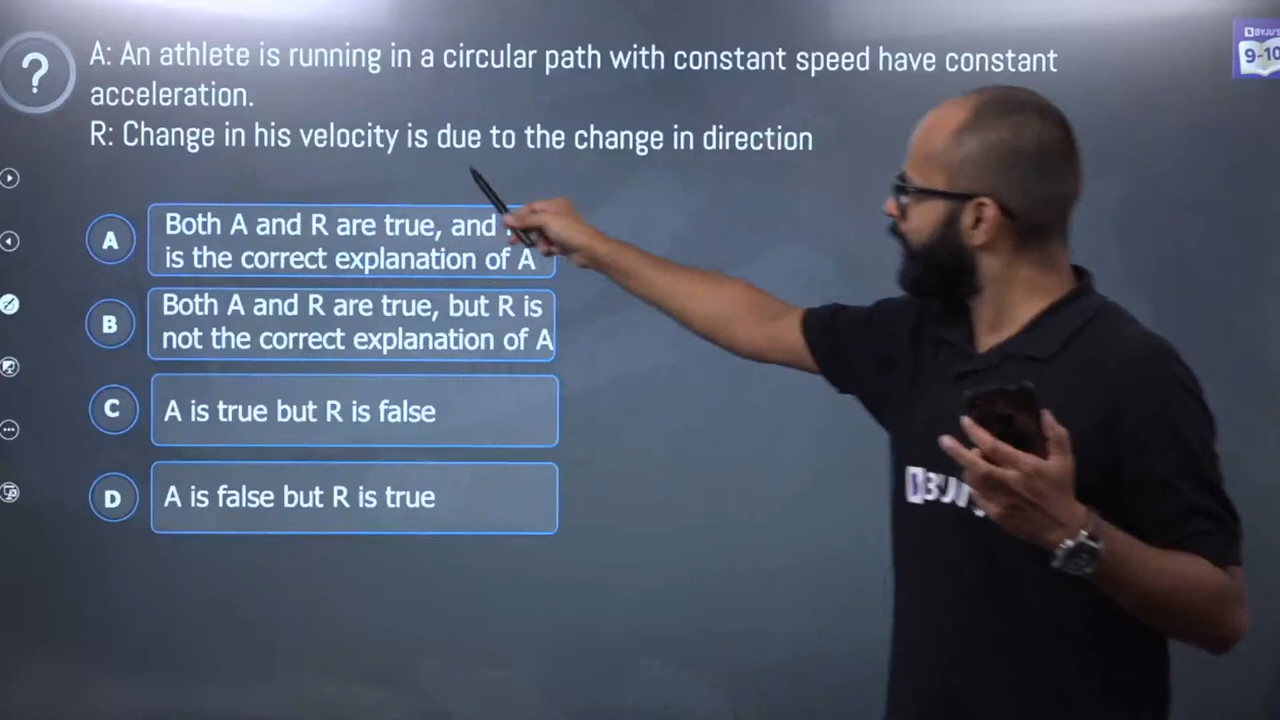 ?
A: An athlete is running in a circular path with constant speed have constant
acceleration.
R: Change in his velocity is due to the change in direction
BYJU'S
9-10
A
Both A and R are true, and
is the correct explanation of A
B
Both A and R are true, but R is
not the correct explanation of A
C
A is true but R is false
D
A is false but R is true